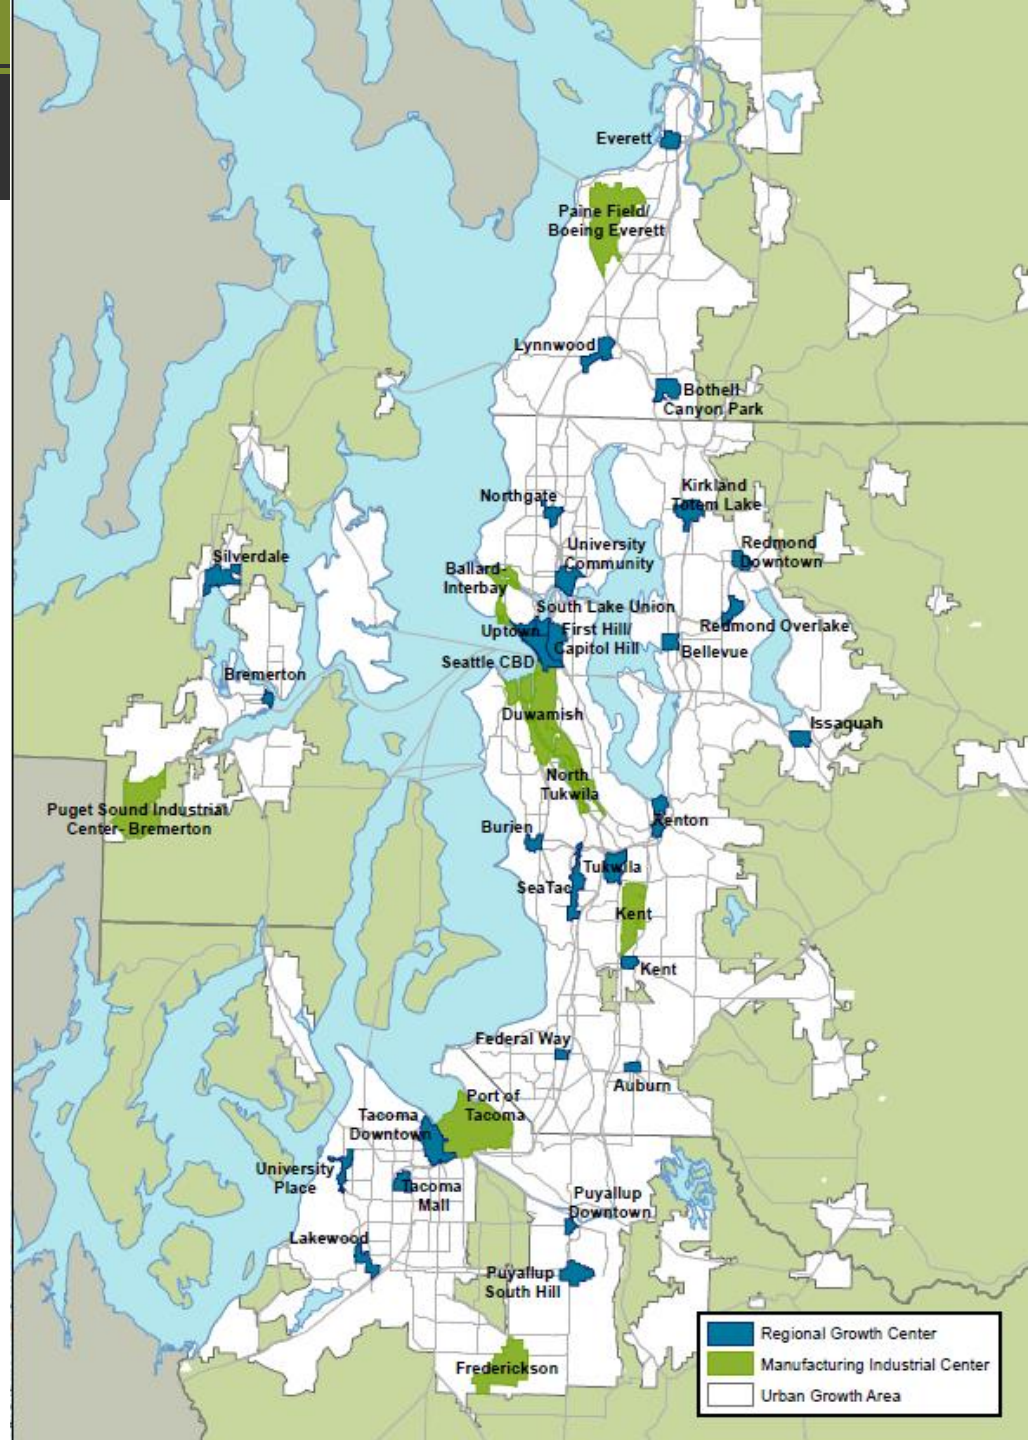 Everett
Paine Field/
Boeing Everett
Lynnwood
Bothell
Canyon Park
Northgate
Kirkland
Totem Lake
University
Community
Redmond
Downtown
Silverdale
Ballard-
Interbay
South Lake Union
Uptown
First Hill/
Capitol Hill
Redmond Overlake
Bellevue
Seattle CBD
Bremerton
Duwamish
Issaquah
North
Tukwila
Puget Sound Industrial
Center- Bremerton
Burien
Renton
Tukwila
SeaTac
Kent
Kent
Federal Way
Auburn
Port of
Tacoma
Tacoma
Downtown
University
Place
Tacoma
Mall
Puyallup
Downtown
Lakewood
Puyallup
South Hill
Frederickson
Regional Growth Center
Manufacturing Industrial Center
Urban Growth Area